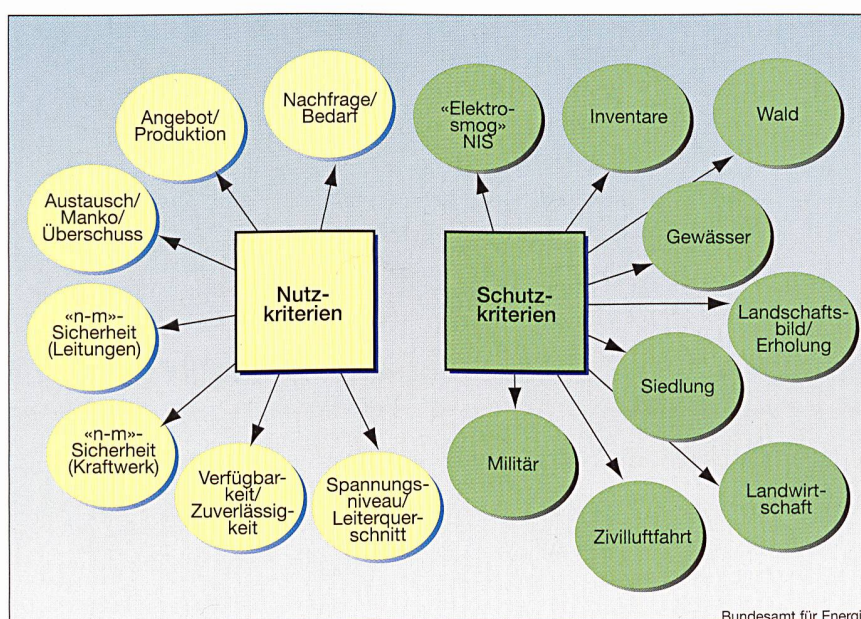 Angebot/
Produktion
Nachfrage/
Bedarf
Austausch/
Manko/
Überschuss
«n-m»-
Sicherheit
(Leitungen)
«n-m»-
Sicherheit
(Kraftwerk)
Verfügbar-
keit/
Zuverlässig-
keit
Spannungs-
niveau/
Leiterquer-
schnitt
Nutz-
kriterien
«Elektro-
smog»
NIS
Inventare
Wald
Gewässer
Schutz-
kriterien
Landschafts-
bild/
Erholung
Siedlung
Militär
Landwirt-
schaft
Zivilluftfahrt
Bundesamt für Energi